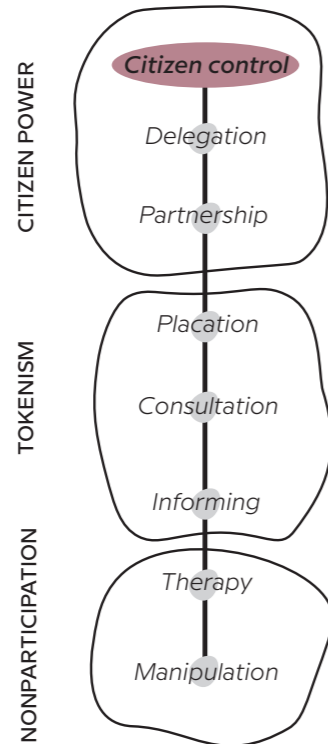 CITIZEN POWER
Citizen control
Delegation
Partnership
TOKENISM
Placation
Consultation
Informing
NONPARTICIPATION
Therapy
Manipulation